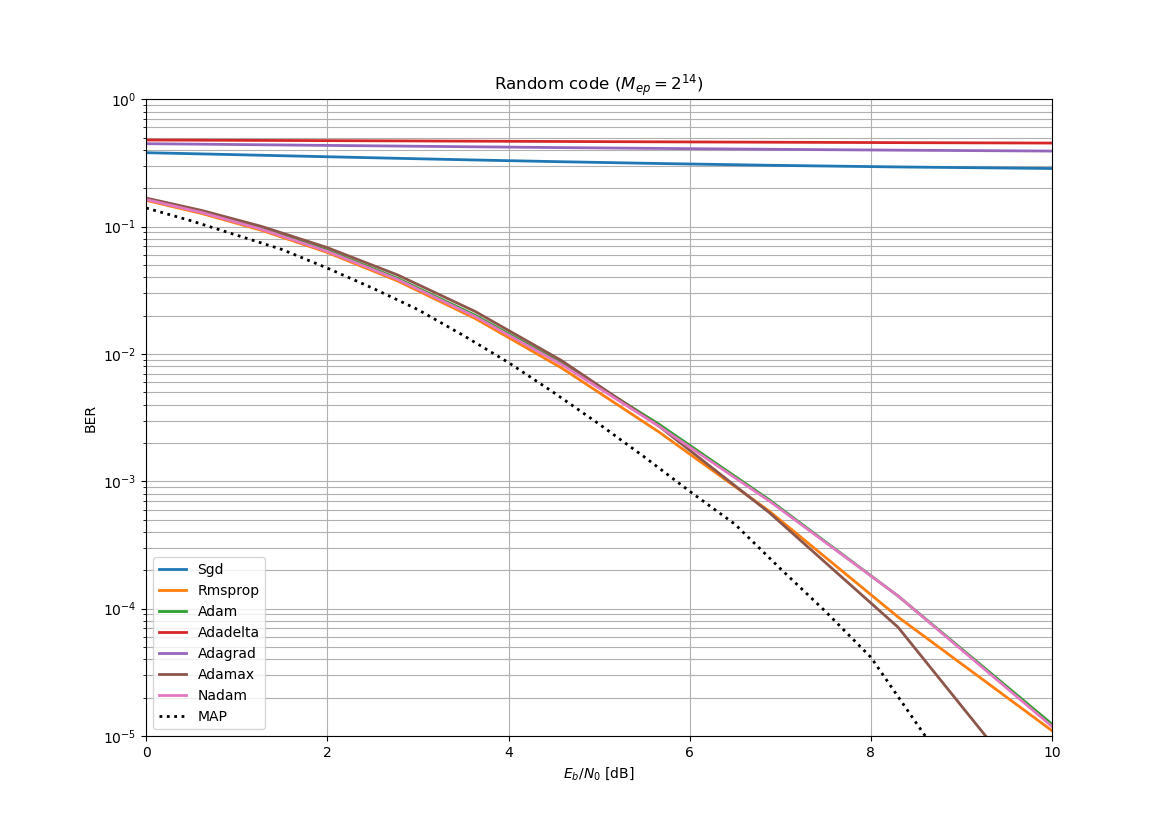 Random code (M_ep = 2^14)
10^0
10^-1
10^-2
10^-3
10^-4
10^-5
BER
Sgd
Rmsprop
Adam
Adadelta
Adagrad
Adamax
Nadam
MAP
0 2 4 6 8 10
E_b/N_0 [dB]